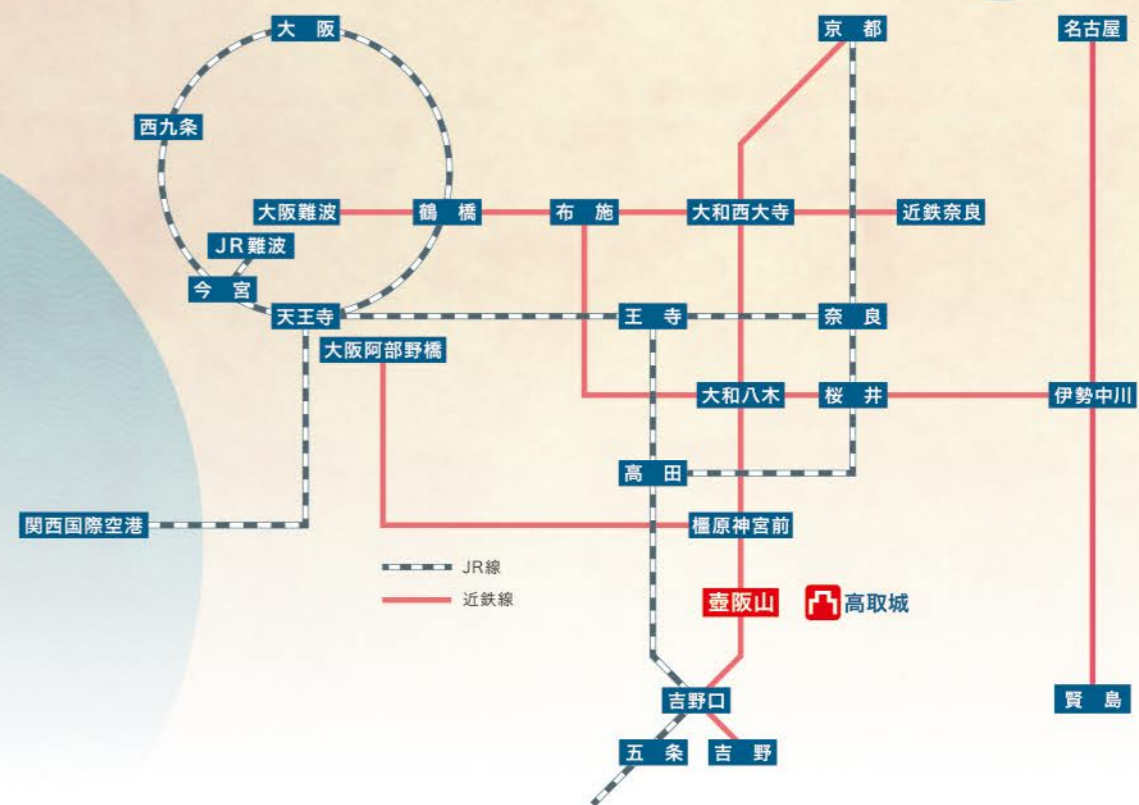 大阪
京都
名古屋
西九条
大阪難波
鶴橋
布施
大和西大寺
近鉄奈良
JR難波
今宮
天王寺
王寺
奈良
大阪阿部野橋
大和八木
桜井
伊勢中川
高田
関西国際空港
橿原神宮前
JR線
近鉄線
壺阪山
高取城
吉野口
賢島
五条
吉野